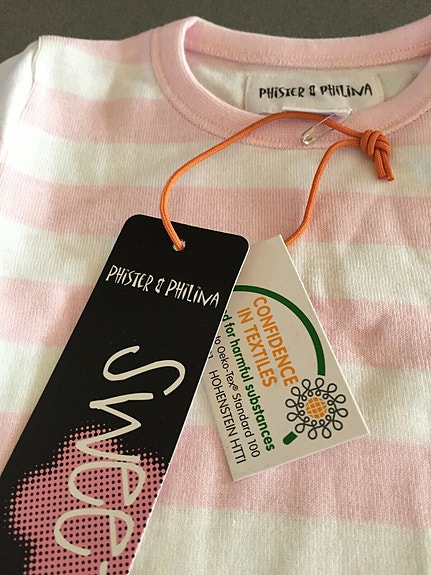 PHiSTER & PHiLiNA
PHiSTER & PHiLiNA
Swee
CONFIDENCE
IN TEXTILES
for harmful substances
Oeko-Tex® Standard 100
HOHENSTEIN HTTI